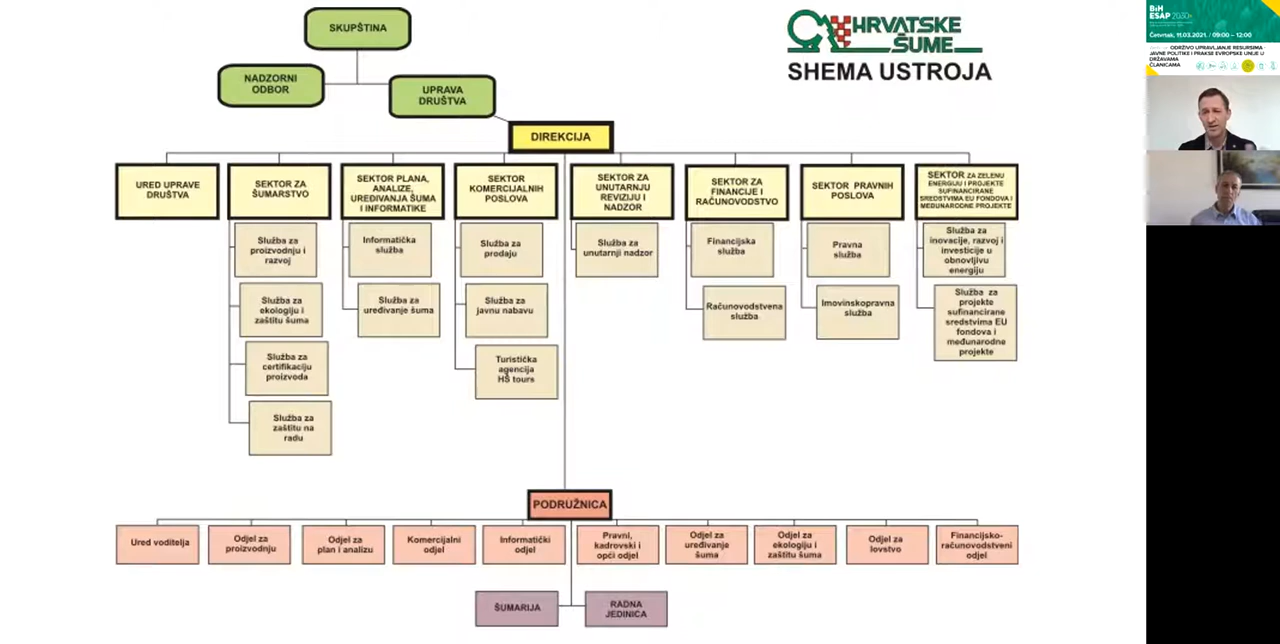 HRVATSKE
ŠUME
SHEMA USTROJA
SKUPŠTINA
NADZORNI
ODBOR
UPRAVA
DRUŠTVA
DIREKCIJA
URED UPRAVE
DRUŠTVA
SEKTOR ZA
ŠUMARSTVO
Služba za
proizvodnju i
razvoj
Služba za
ekologiju i
zaštitu šuma
Služba za
certifikaciju
proizvoda
Služba za
zaštitu na
radu
SEKTOR PLANA,
ANALIZE,
UREĐIVANJA ŠUMA
I INFORMATIKE
Informatička
služba
Služba za
uređivanje šuma
SEKTOR
KOMERCIJALNIH
POSLOVA
Služba za
prodaju
Služba za
javnu nabavu
Turistička
agencija
HŠ tours
SEKTOR ZA
UNUTARNJU
REVIZIJU I
NADZOR
Služba za
unutarnji nadzor
SEKTOR ZA
FINANCIJE I
RAČUNOVODSTVO
Financijska
služba
Računovodstvena
služba
SEKTOR PRAVNIH
POSLOVA
Pravna
služba
Imovinskopravna
služba
SEKTOR ZA ZELENU
ENERGIJU I PROJEKTE
SUFINANCIRANE
SREDSTVIMA EU FONDOVA I
MEĐUNARODNE PROJEKTE
Služba za
inovacije, razvoj i
investicije u
obnovljivu
energiju
Služba za
projekte
sufinancirane
sredstvima EU
fondova i
međunarodne
projekte
PODRUŽNICA
Ured voditelja
Odjel za
proizvodnju
Odjel za
plan i analizu
Komercijalni
odjel
Informatički
odjel
Pravni,
kadrovski i
opći odjel
Odjel za
uređivanje
šuma
Odjel za
ekologiju i
zaštitu šuma
Odjel za
lovstvo
Financijsko-
računovodstveni
odjel
ŠUMARIJA
RADNA
JEDINICA
BiH
ESAP 2030+
Četvrtak, 11.03.2021. / 09:00 – 12:00
ODRŽIVO UPRAVLJANJE RESURSIMA -
JAVNE POLITIKE I PRAKSE EVROPSKE UNIJE U
DRŽAVAMA
ČLANICAMA